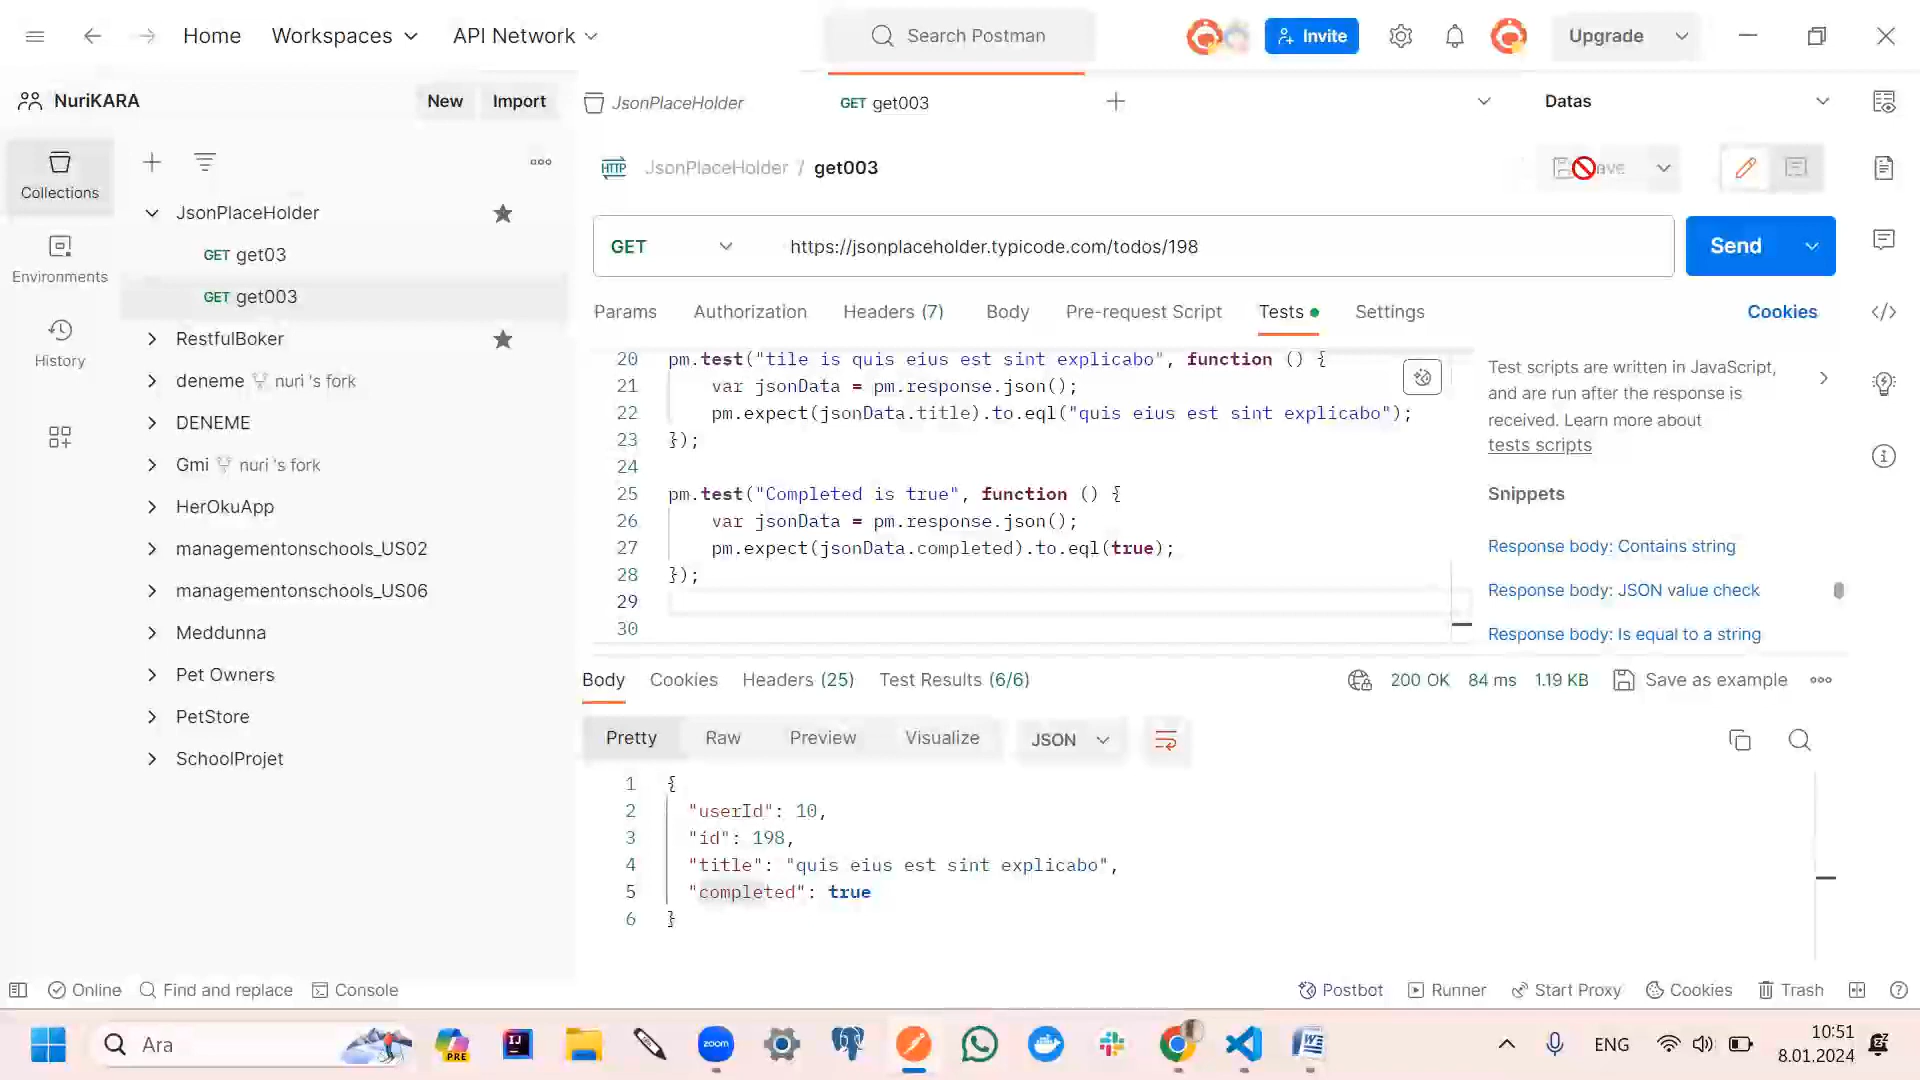 Home
Workspaces
API Network
Search Postman
Invite
Upgrade
NuriKARA
New
Import
JsonPlaceHolder
GET get003
Datas
Collections
Environments
History
JsonPlaceHolder
GET get03
GET get003
RestfulBoker
deneme nuri 's fork
DENEME
Gmi nuri 's fork
HerOkuApp
managementonschools_US02
managementonschools_US06
Meddunna
Pet Owners
PetStore
SchoolProjet
HTTP JsonPlaceHolder / get003
GET
https://jsonplaceholder.typicode.com/todos/198
Send
Params
Authorization
Headers (7)
Body
Pre-request Script
Tests
Settings
Cookies
20 pm.test("tile is quis eius est sint explicabo", function () {
21 var jsonData = pm.response.json();
22 pm.expect(jsonData.title).to.eql("quis eius est sint explicabo");
23 });
24
25 pm.test("Completed is true", function () {
26 var jsonData = pm.response.json();
27 pm.expect(jsonData.completed).to.eql(true);
28 });
29
30
Test scripts are written in JavaScript,
and are run after the response is
received. Learn more about
tests scripts
Snippets
Response body: Contains string
Response body: JSON value check
Response body: Is equal to a string
Body
Cookies
Headers (25)
Test Results (6/6)
200 OK
84 ms
1.19 KB
Save as example
Pretty
Raw
Preview
Visualize
JSON
1 {
2 "userId": 10,
3 "id": 198,
4 "title": "quis eius est sint explicabo",
5 "completed": true
6 }
Online
Find and replace
Console
Postbot
Runner
Start Proxy
Cookies
Trash
Ara
PRE
IJ
zoom
ENG
10:51
8.01.2024